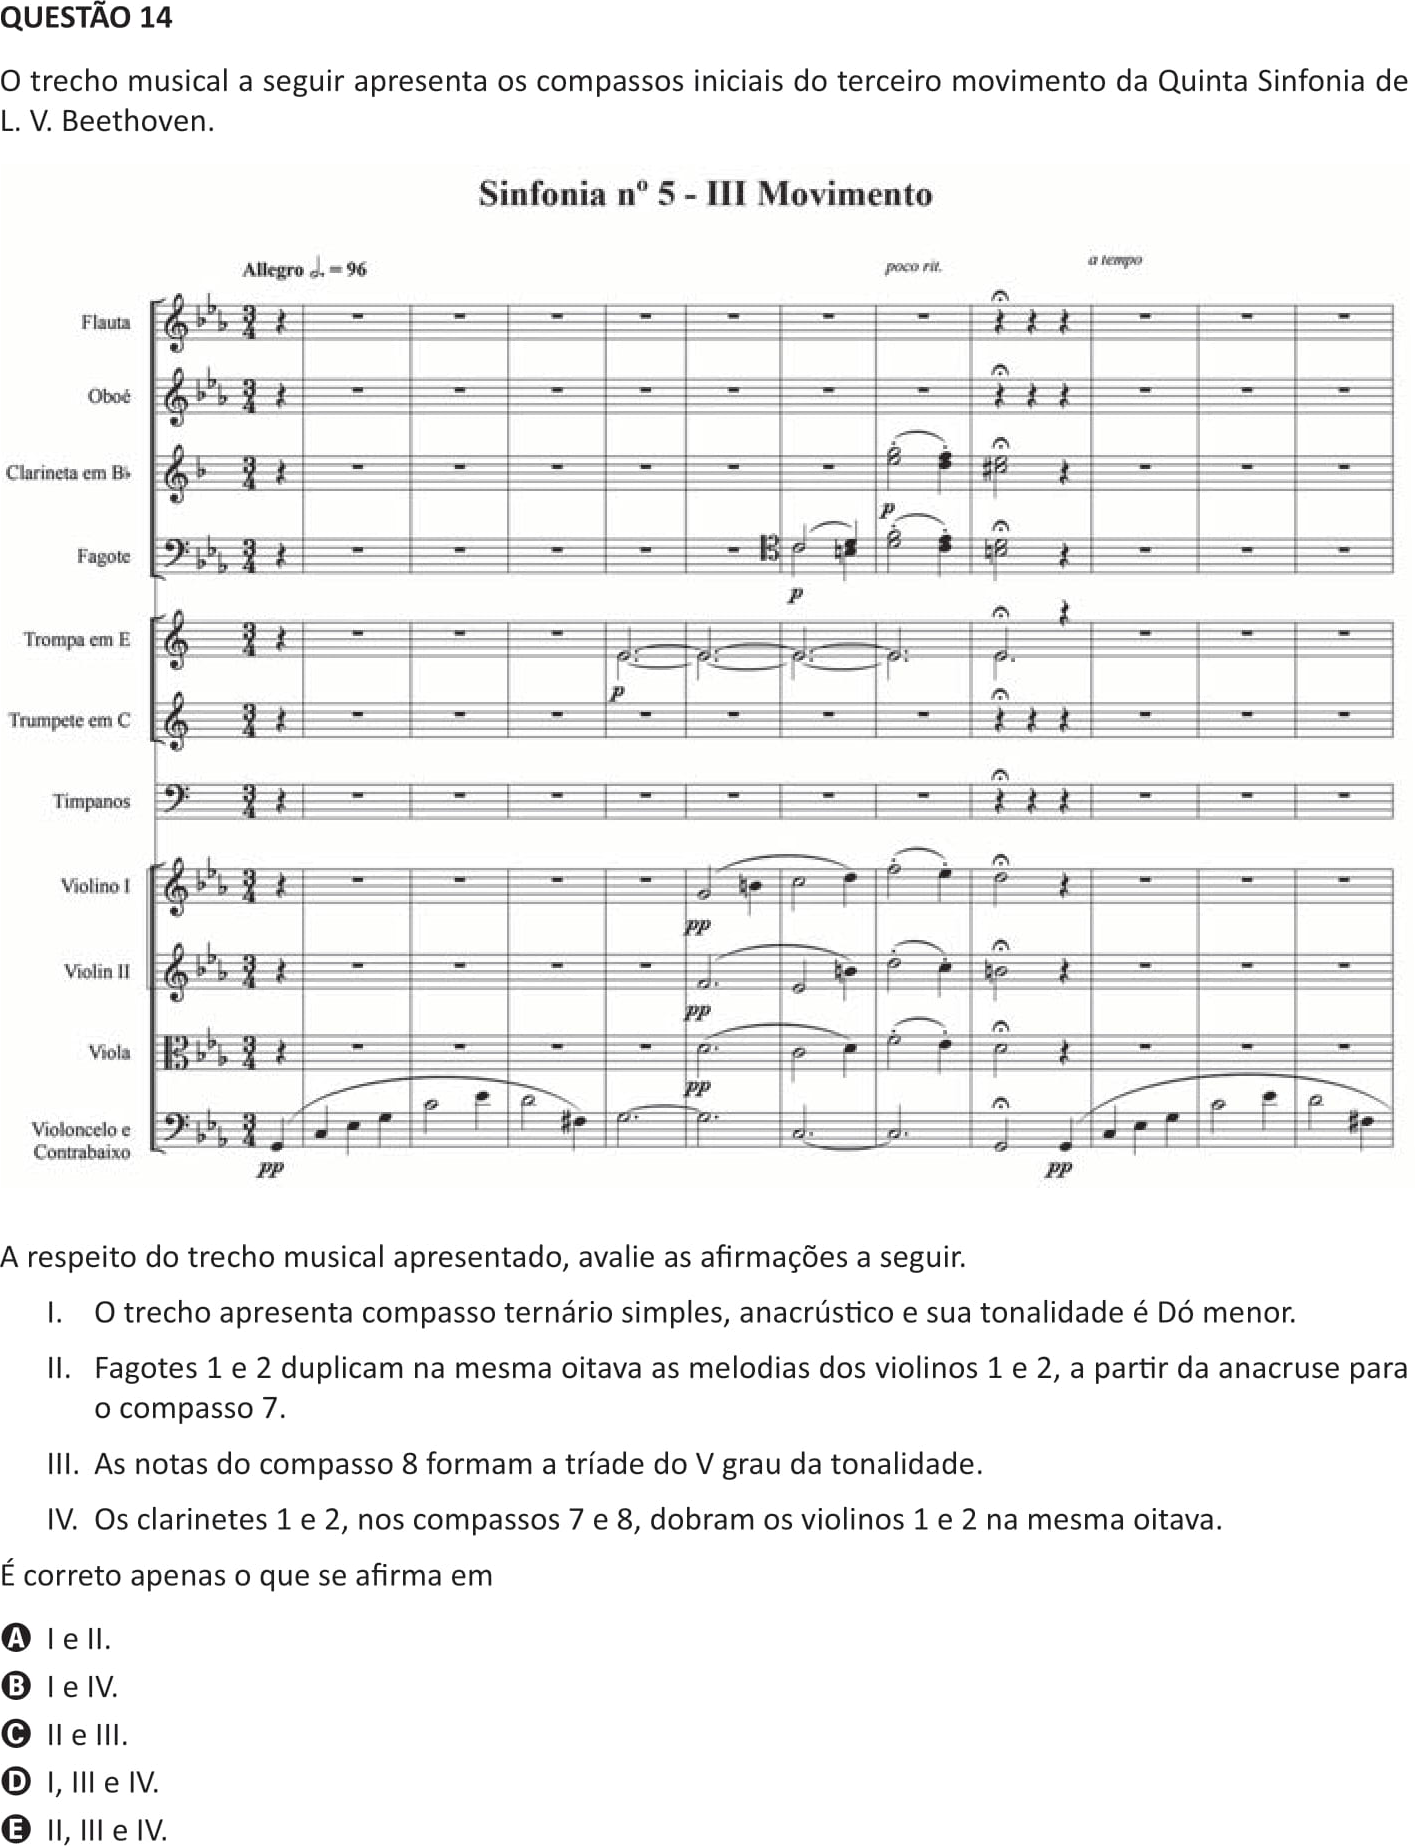 QUESTÃO 14
O trecho musical a seguir apresenta os compassos iniciais do terceiro movimento da Quinta Sinfonia de
L. V. Beethoven.
Sinfonia nº 5 - III Movimento
Allegro 𝅗𝅥. = 96
poco rit.
a tempo
Flauta
Oboé
Clarineta em B♭
p
Fagote
p
Trompa em E
p
Trumpete em C
Tímpanos
Violino I
pp
Violin II
pp
Viola
pp
Violoncelo e
Contrabaixo
pp
pp
A respeito do trecho musical apresentado, avalie as afirmações a seguir.
I. O trecho apresenta compasso ternário simples, anacrústico e sua tonalidade é Dó menor.
II. Fagotes 1 e 2 duplicam na mesma oitava as melodias dos violinos 1 e 2, a partir da anacruse para
o compasso 7.
III. As notas do compasso 8 formam a tríade do V grau da tonalidade.
IV. Os clarinetes 1 e 2, nos compassos 7 e 8, dobram os violinos 1 e 2 na mesma oitava.
É correto apenas o que se afirma em
A I e II.
B I e IV.
C II e III.
D I, III e IV.
E II, III e IV.